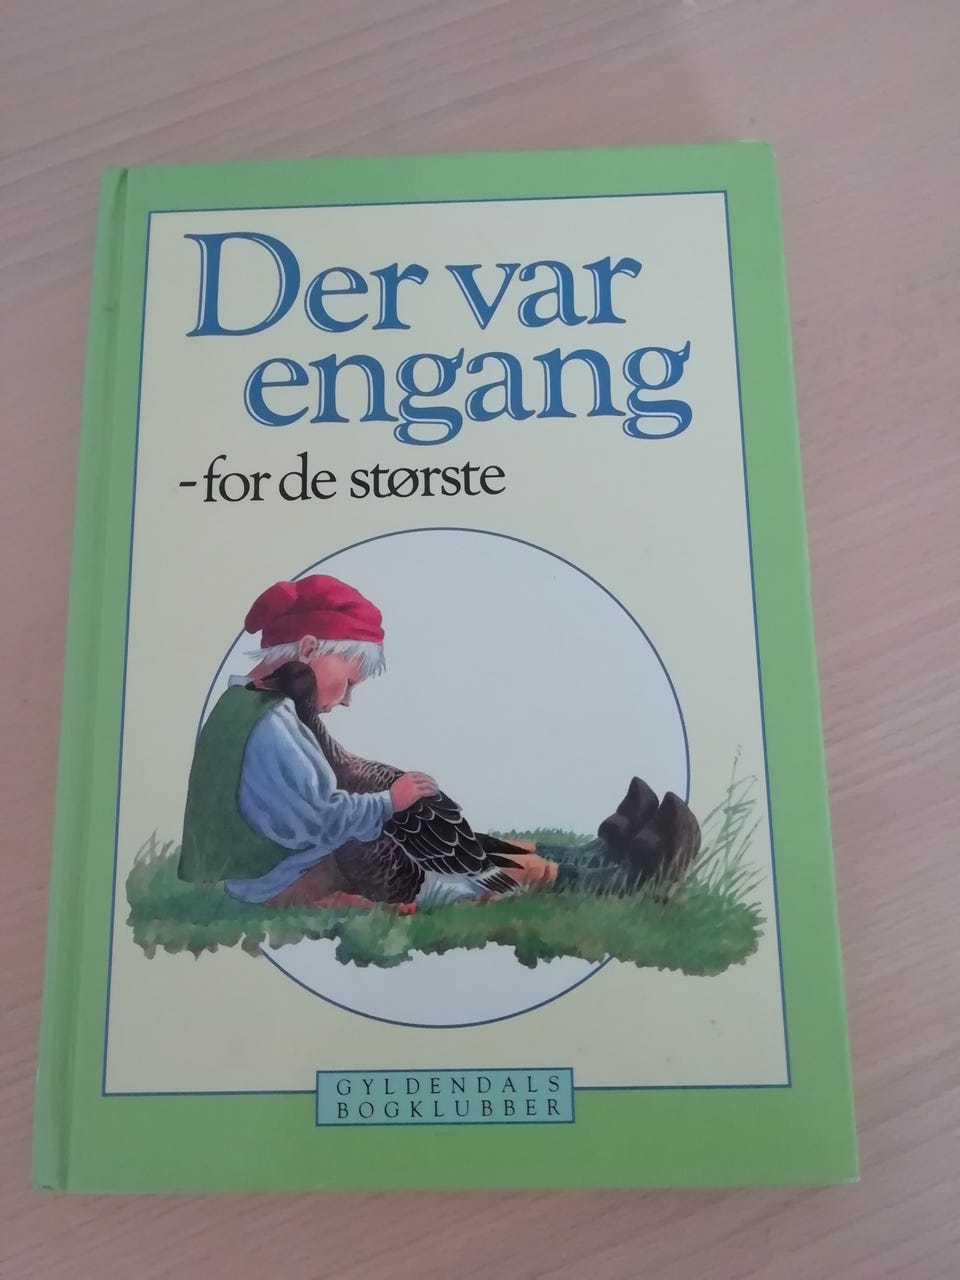 Der var
engang
-for de største
GYLDENDALS
BOGKLUBBER